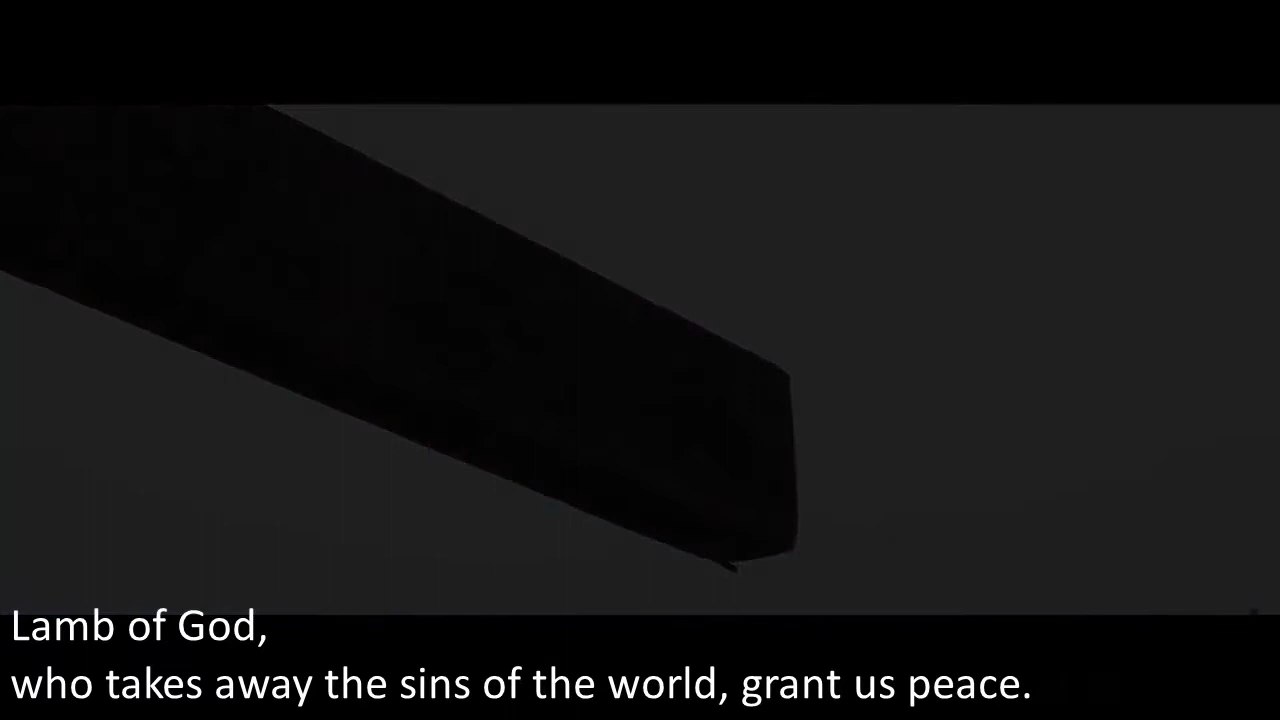 Lamb of God,
who takes away the sins of the world, grant us peace.